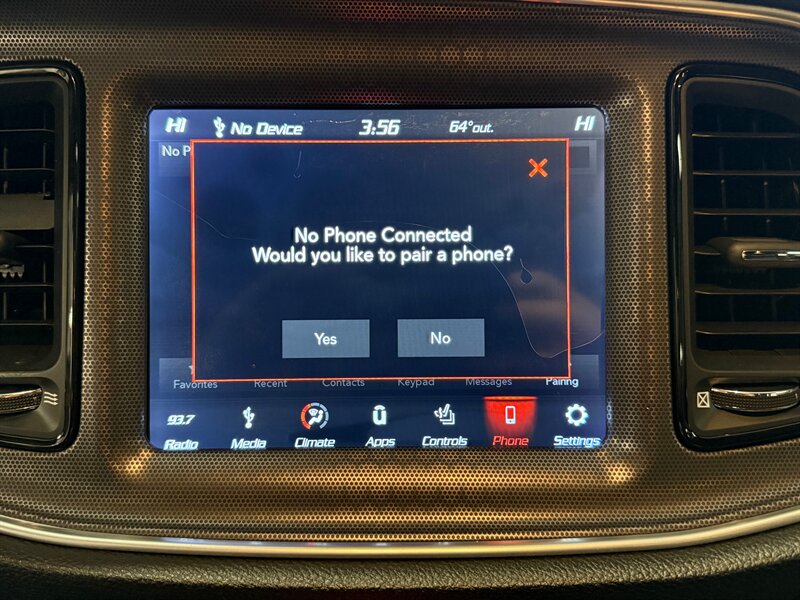 HI No Device 3:56 64°out. HI
No P
No Phone Connected
Would you like to pair a phone?
Yes No
Favorites Recent Contacts Keypad Messages Pairing
93.7
Radio Media Climate Apps Controls Phone Settings